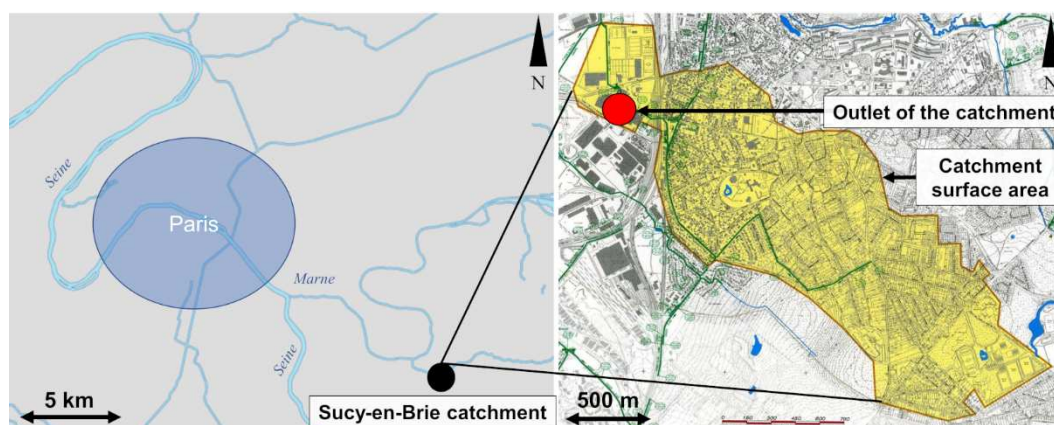 N
Seine
Paris
Marne
Seine
5 km
Sucy-en-Brie catchment
N
Outlet of the catchment
Catchment
surface area
500 m